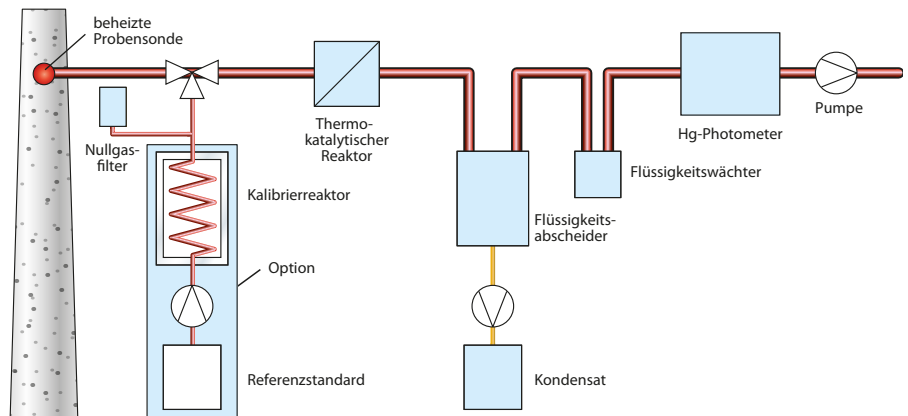 beheizte
Probensonde
Nullgas-
filter
Thermo-
katalytischer
Reaktor
Hg-Photometer
Pumpe
Flüssigkeitswächter
Kalibrierreaktor
Flüssigkeits-
abscheider
Option
Referenzstandard
Kondensat